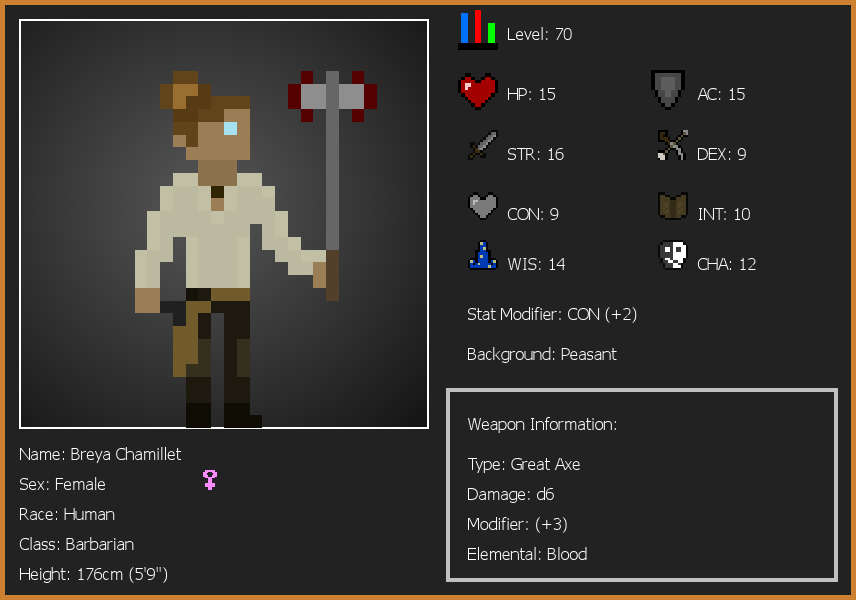 Level: 70
HP: 15
AC: 15
STR: 16
DEX: 9
CON: 9
INT: 10
WIS: 14
CHA: 12
Stat Modifier: CON (+2)
Background: Peasant
Weapon Information:
Type: Great Axe
Damage: d6
Modifier: (+3)
Elemental: Blood
Name: Breya Chamillet
Sex: Female
Race: Human
Class: Barbarian
Height: 176cm (5'9")